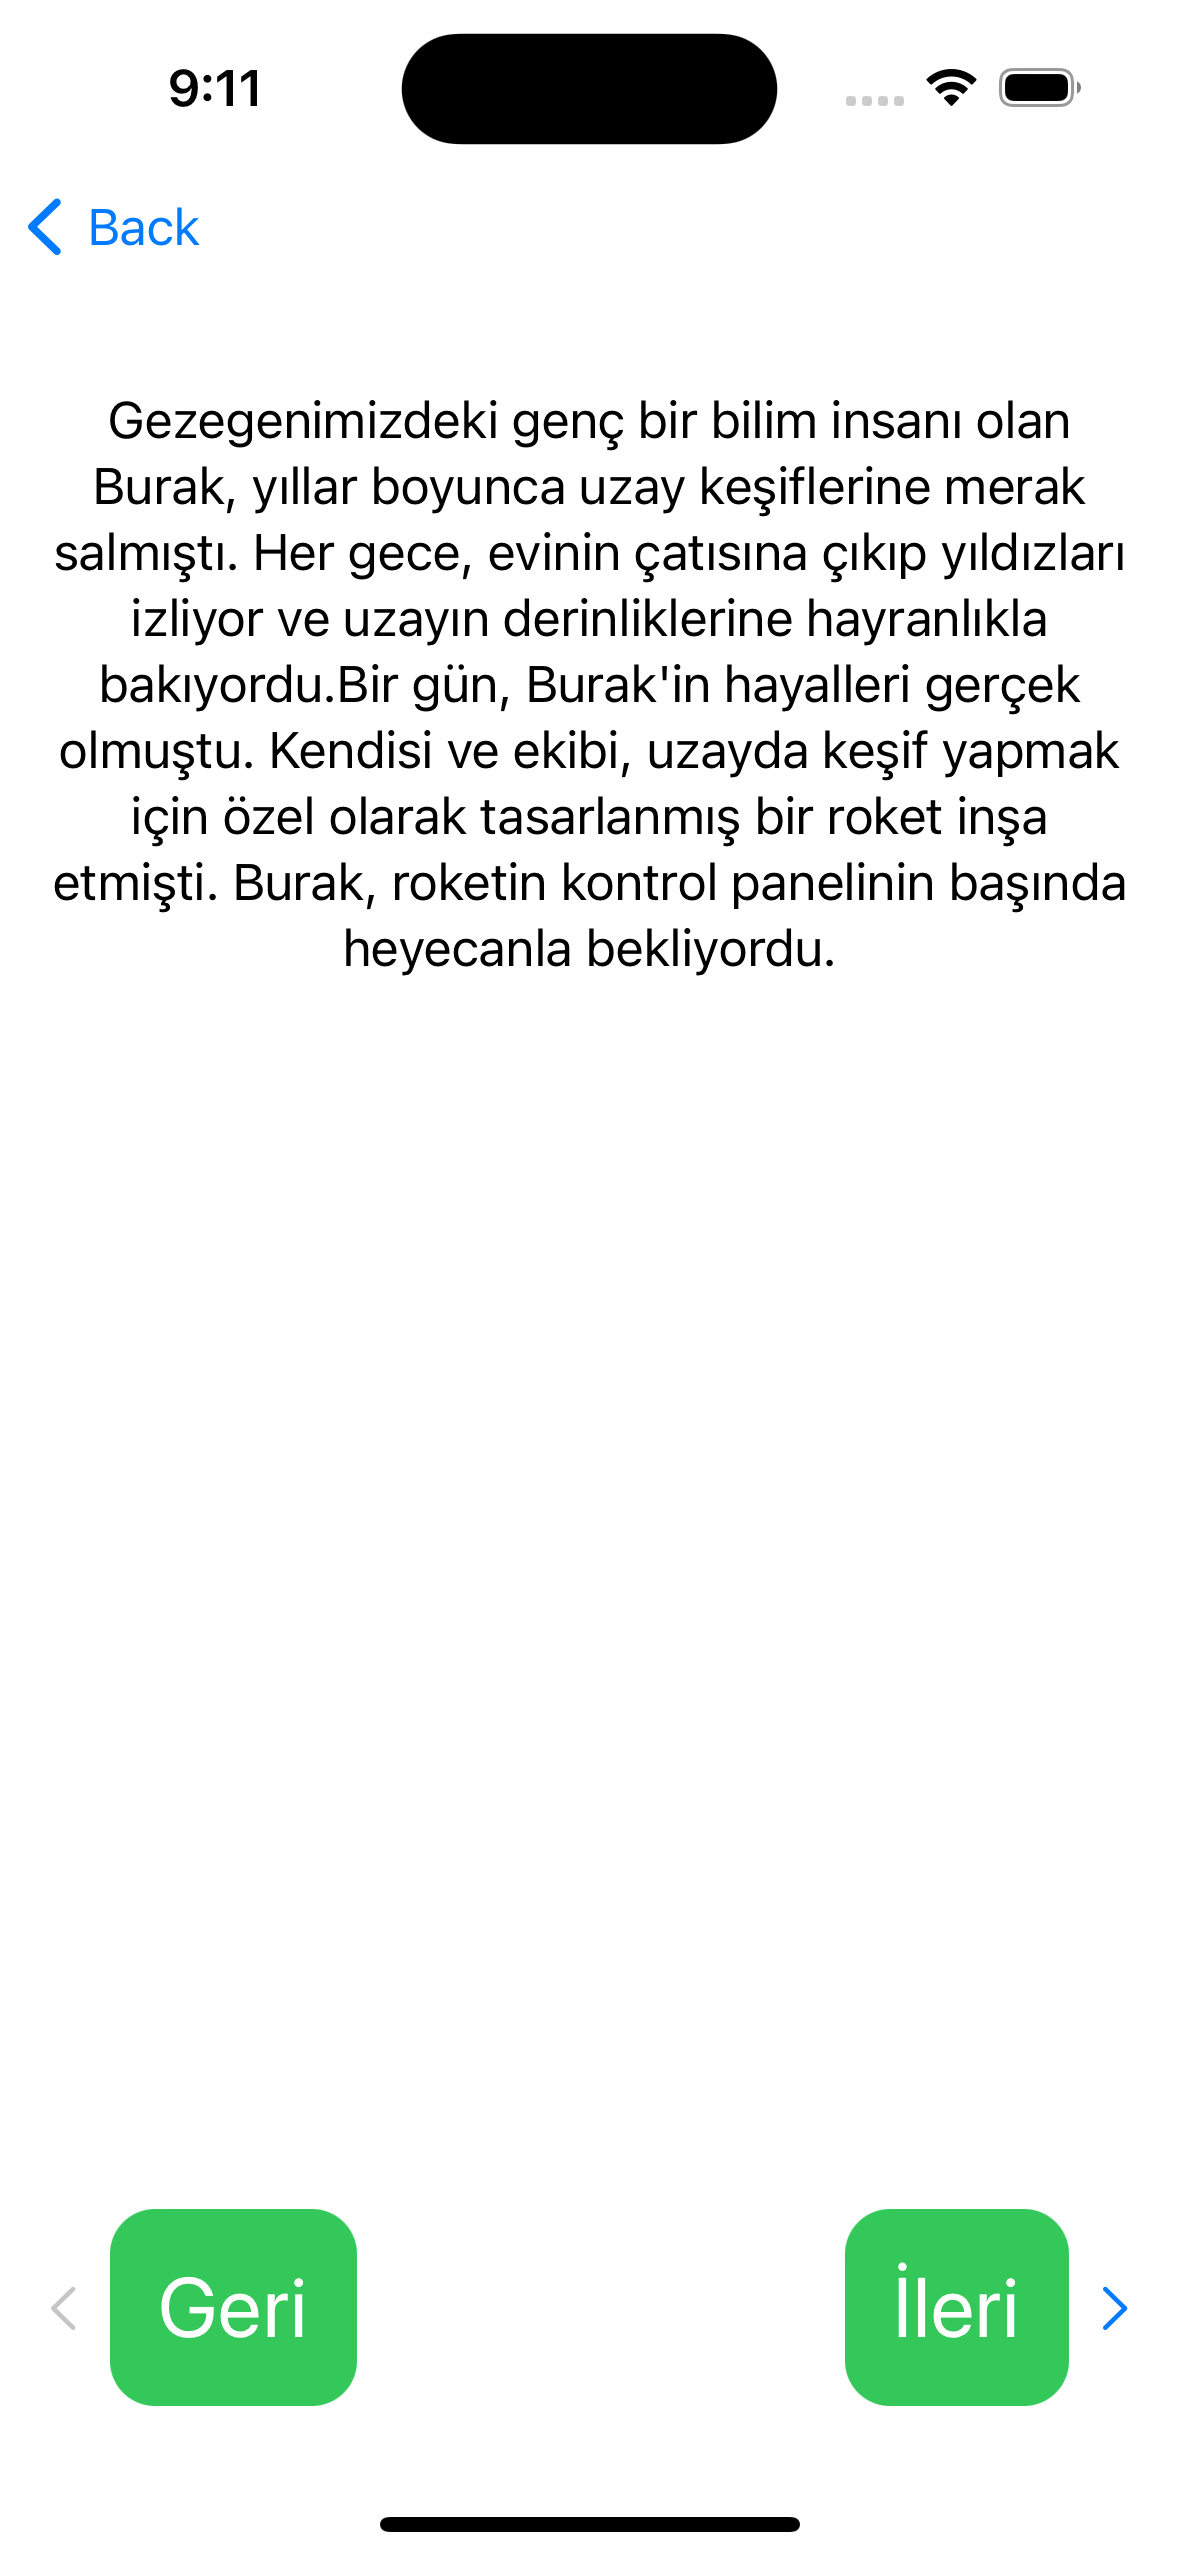 9:11
Back
Gezegenimizdeki genç bir bilim insanı olan
Burak, yıllar boyunca uzay keşiflerine merak
salmıştı. Her gece, evinin çatısına çıkıp yıldızları
izliyor ve uzayın derinliklerine hayranlıkla
bakıyordu.Bir gün, Burak'in hayalleri gerçek
olmuştu. Kendisi ve ekibi, uzayda keşif yapmak
için özel olarak tasarlanmış bir roket inşa
etmişti. Burak, roketin kontrol panelinin başında
heyecanla bekliyordu.
Geri
İleri